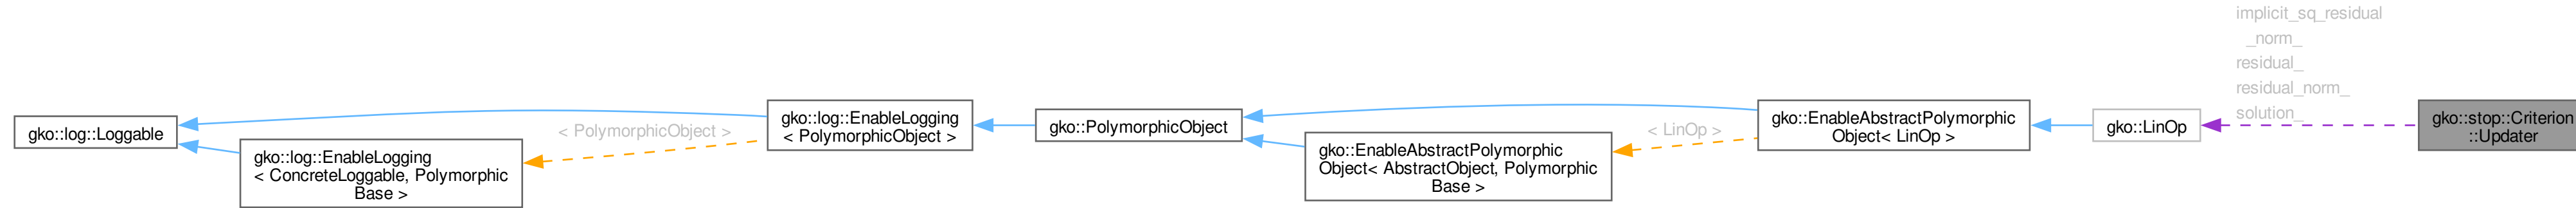 gko::log::Loggable
gko::log::EnableLogging
< ConcreteLoggable, Polymorphic
Base >
< PolymorphicObject >
gko::log::EnableLogging
< PolymorphicObject >
gko::PolymorphicObject
gko::EnableAbstractPolymorphic
Object< AbstractObject, Polymorphic
Base >
< LinOp >
gko::EnableAbstractPolymorphic
Object< LinOp >
gko::LinOp
implicit_sq_residual
_norm_
residual_
residual_norm_
solution_
gko::stop::Criterion
::Updater